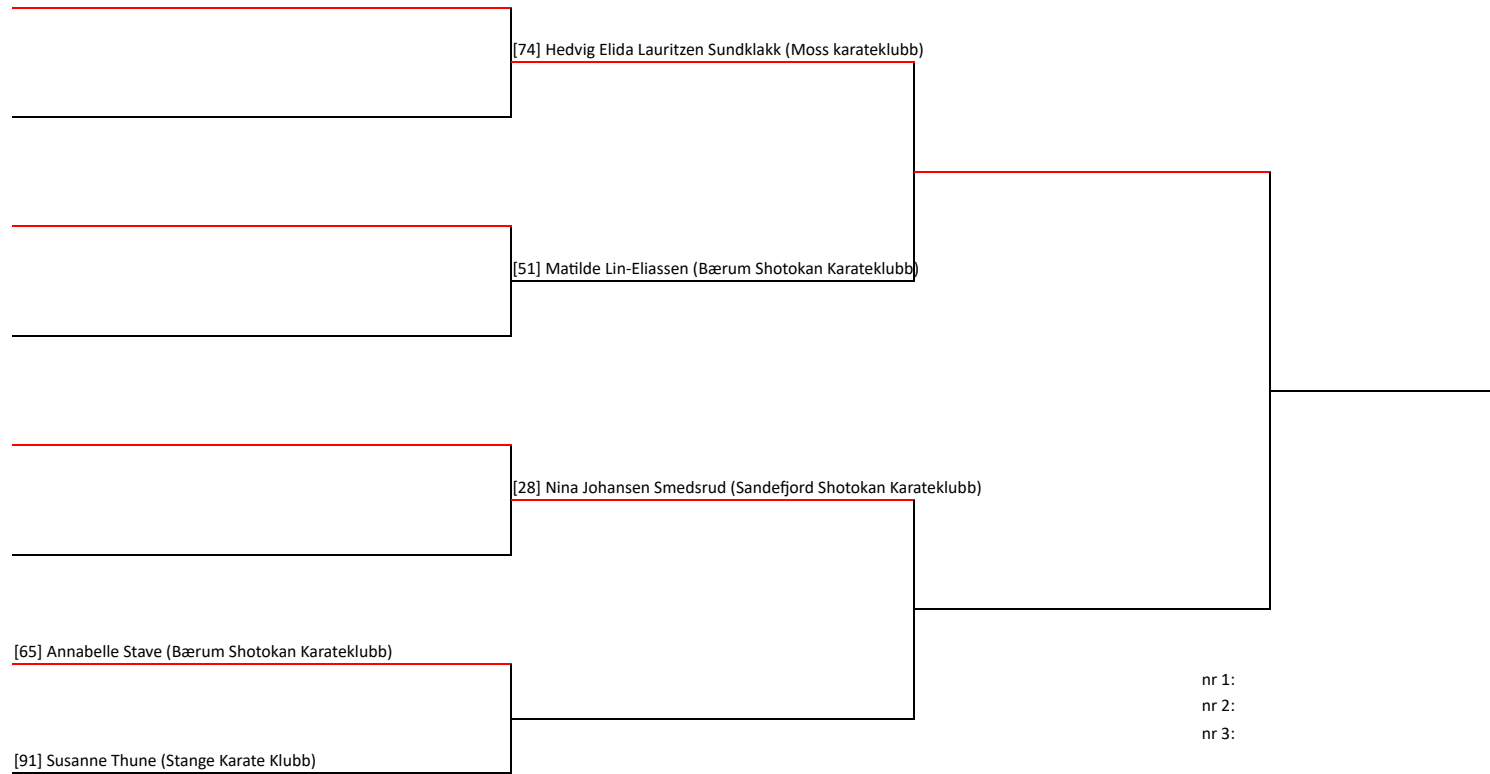 [74] Hedvig Elida Lauritzen Sundklakk (Moss karateklubb)
[51] Matilde Lin-Eliassen (Bærum Shotokan Karateklubb)
[28] Nina Johansen Smedsrud (Sandefjord Shotokan Karateklubb)
[65] Annabelle Stave (Bærum Shotokan Karateklubb)
[91] Susanne Thune (Stange Karate Klubb)
nr 1:
nr 2:
nr 3: